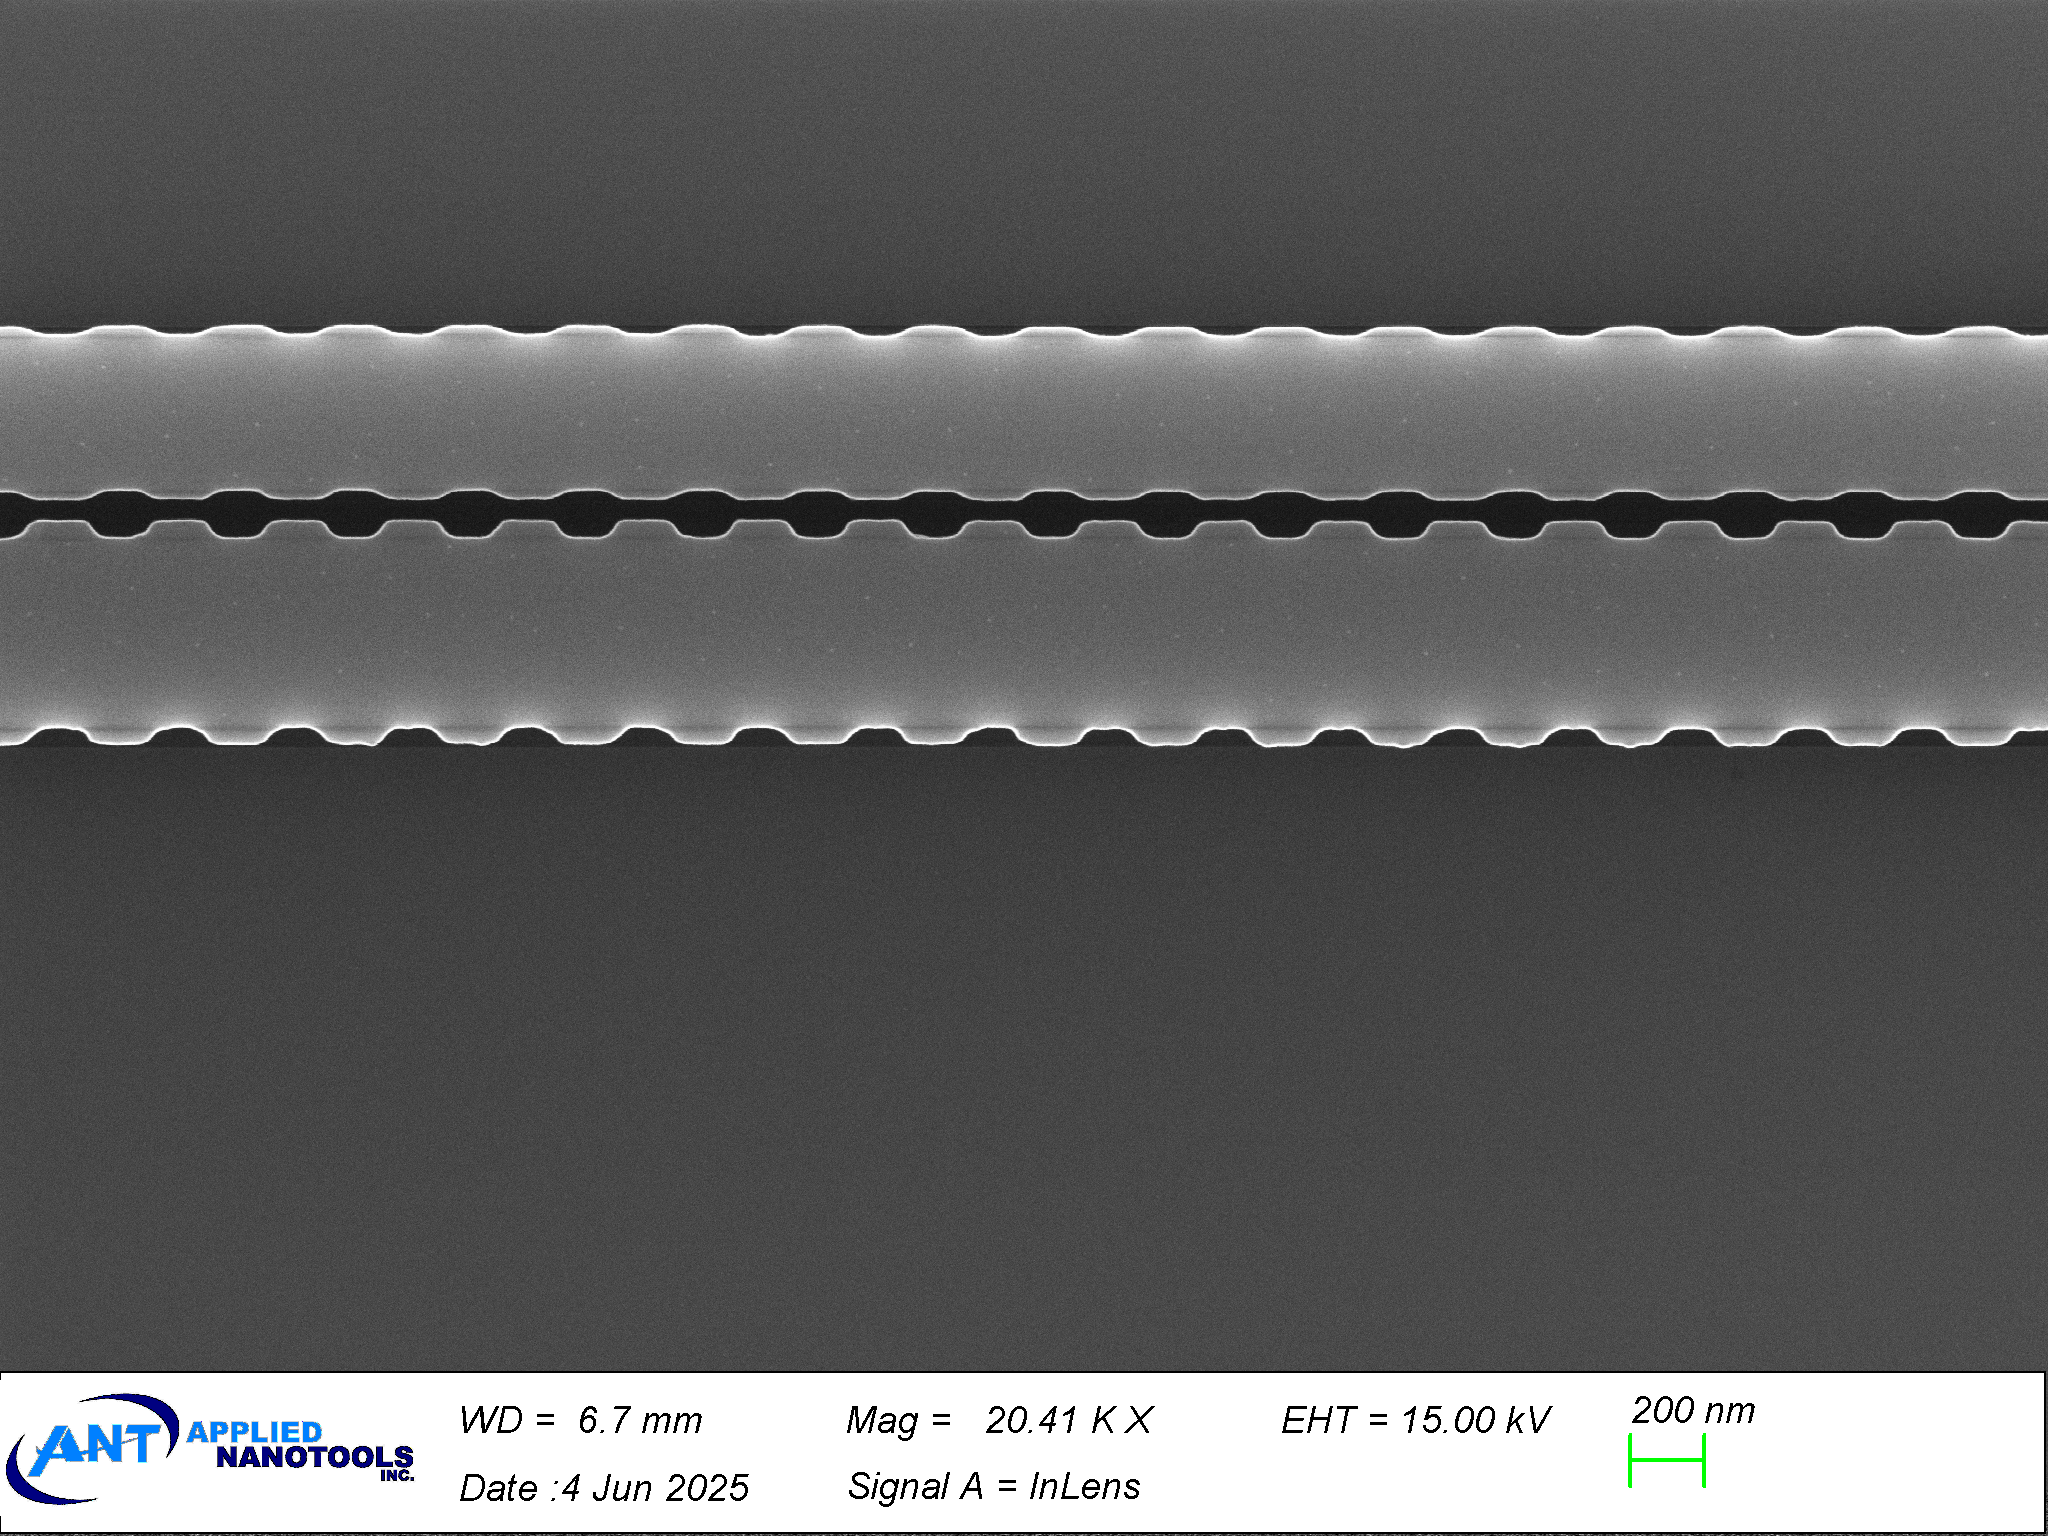 ANT APPLIED
NANOTOOLS
INC.
WD = 6.7 mm
Mag = 20.41 K X
EHT = 15.00 kV
200 nm
Date :4 Jun 2025
Signal A = InLens